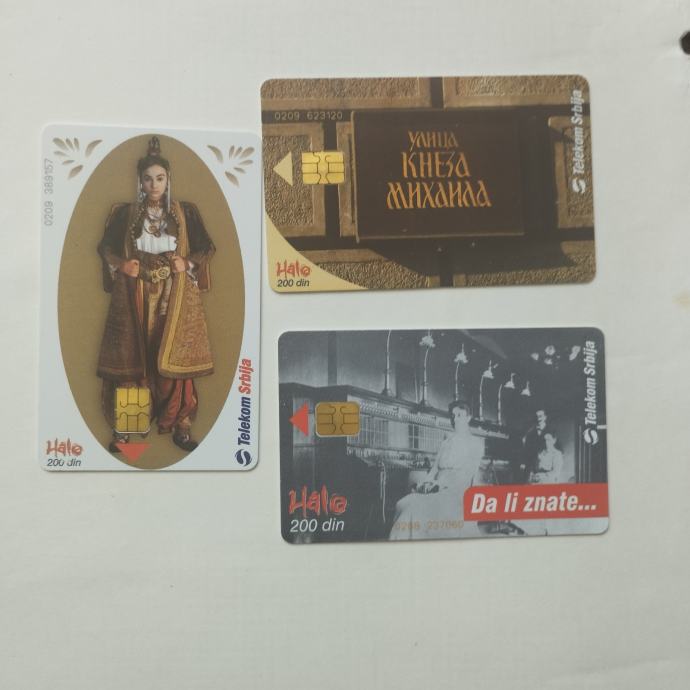 0209 389157
Halo
200 din
Telekom Srbija
0209 623120
УЛИЦА
КНЕЗА
МИХАИЛА
Telekom Srbija
Halo
200 din
Telekom Srbija
Halo
200 din
Da li znate...